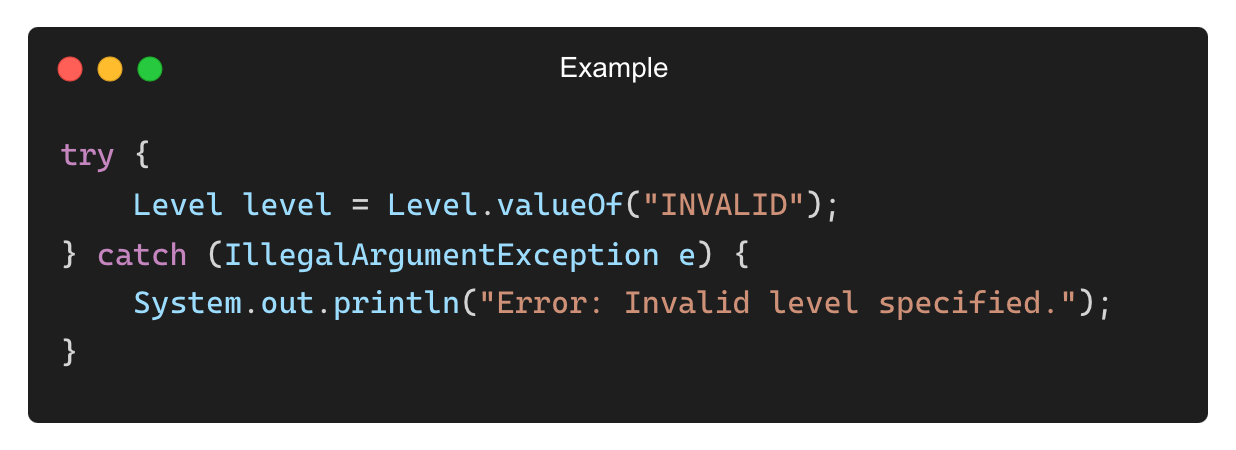 Example
try {
    Level level = Level.valueOf("INVALID");
} catch (IllegalArgumentException e) {
    System.out.println("Error: Invalid level specified.");
}